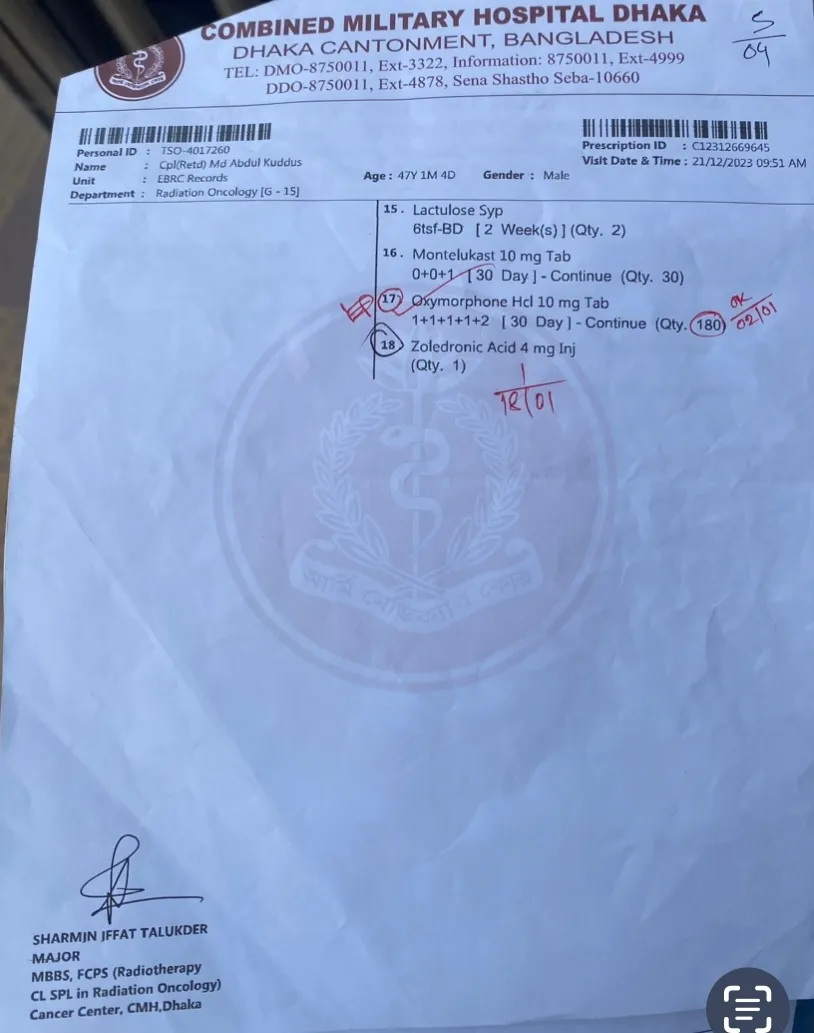 COMBINED MILITARY HOSPITAL DHAKA
DHAKA CANTONMENT, BANGLADESH
TEL: DMO-8750011, Ext-3322, Information: 8750011, Ext-4999
DDO-8750011, Ext-4878, Sena Shastho Seba-10660
5
04
Personal ID : TSO-4017260
Name : Cpl(Retd) Md Abdul Kuddus
Unit : EBRC Records
Department : Radiation Oncology [G - 15]
Age : 47Y 1M 4D Gender : Male
Prescription ID : C12312669645
Visit Date & Time : 21/12/2023 09:51 AM
15. Lactulose Syp
6tsf-BD [ 2 Week(s) ] (Qty. 2)
16. Montelukast 10 mg Tab
0+0+1 [ 30 Day ] - Continue (Qty. 30)
17) Oxymorphone Hcl 10 mg Tab
1+1+1+1+2 [ 30 Day ] - Continue (Qty. 180)
OK
02/01
18 Zoledronic Acid 4 mg Inj
(Qty. 1)
1
18/01
আর্মি মেডিক্যাল কোর
SHARMIN IFFAT TALUKDER
MAJOR
MBBS, FCPS (Radiotherapy
CL SPL in Radiation Oncology)
Cancer Center, CMH,Dhaka